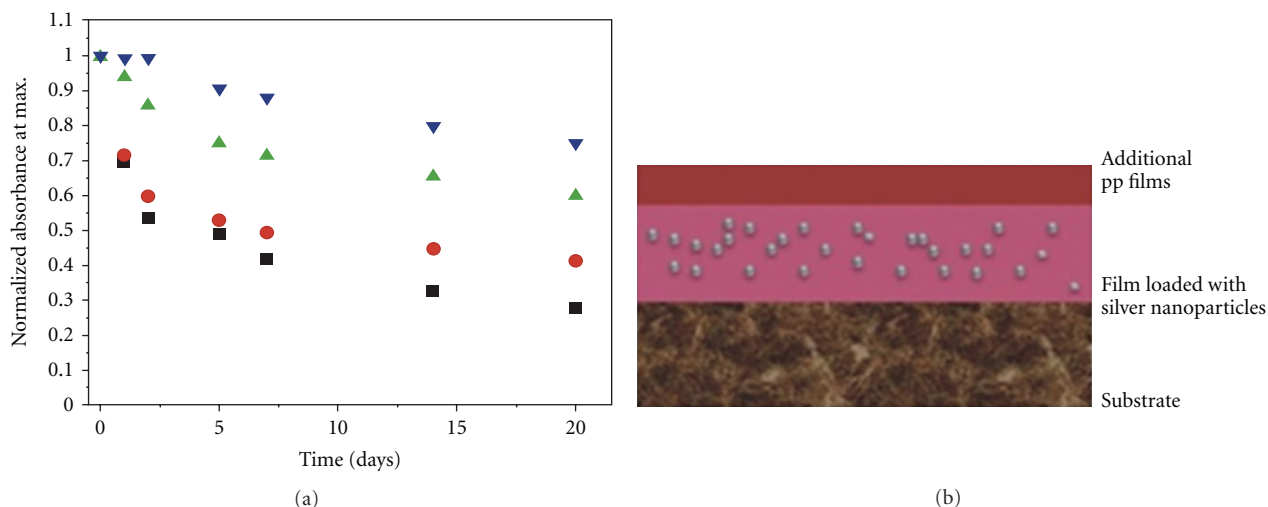 1.1
1
0.9
0.8
0.7
0.6
0.5
0.4
0.3
0.2
0.1
0
Normalized absorbance at max.
0
5
10
15
20
Time (days)
(a)
Additional
pp films
Film loaded with
silver nanoparticles
Substrate
(b)